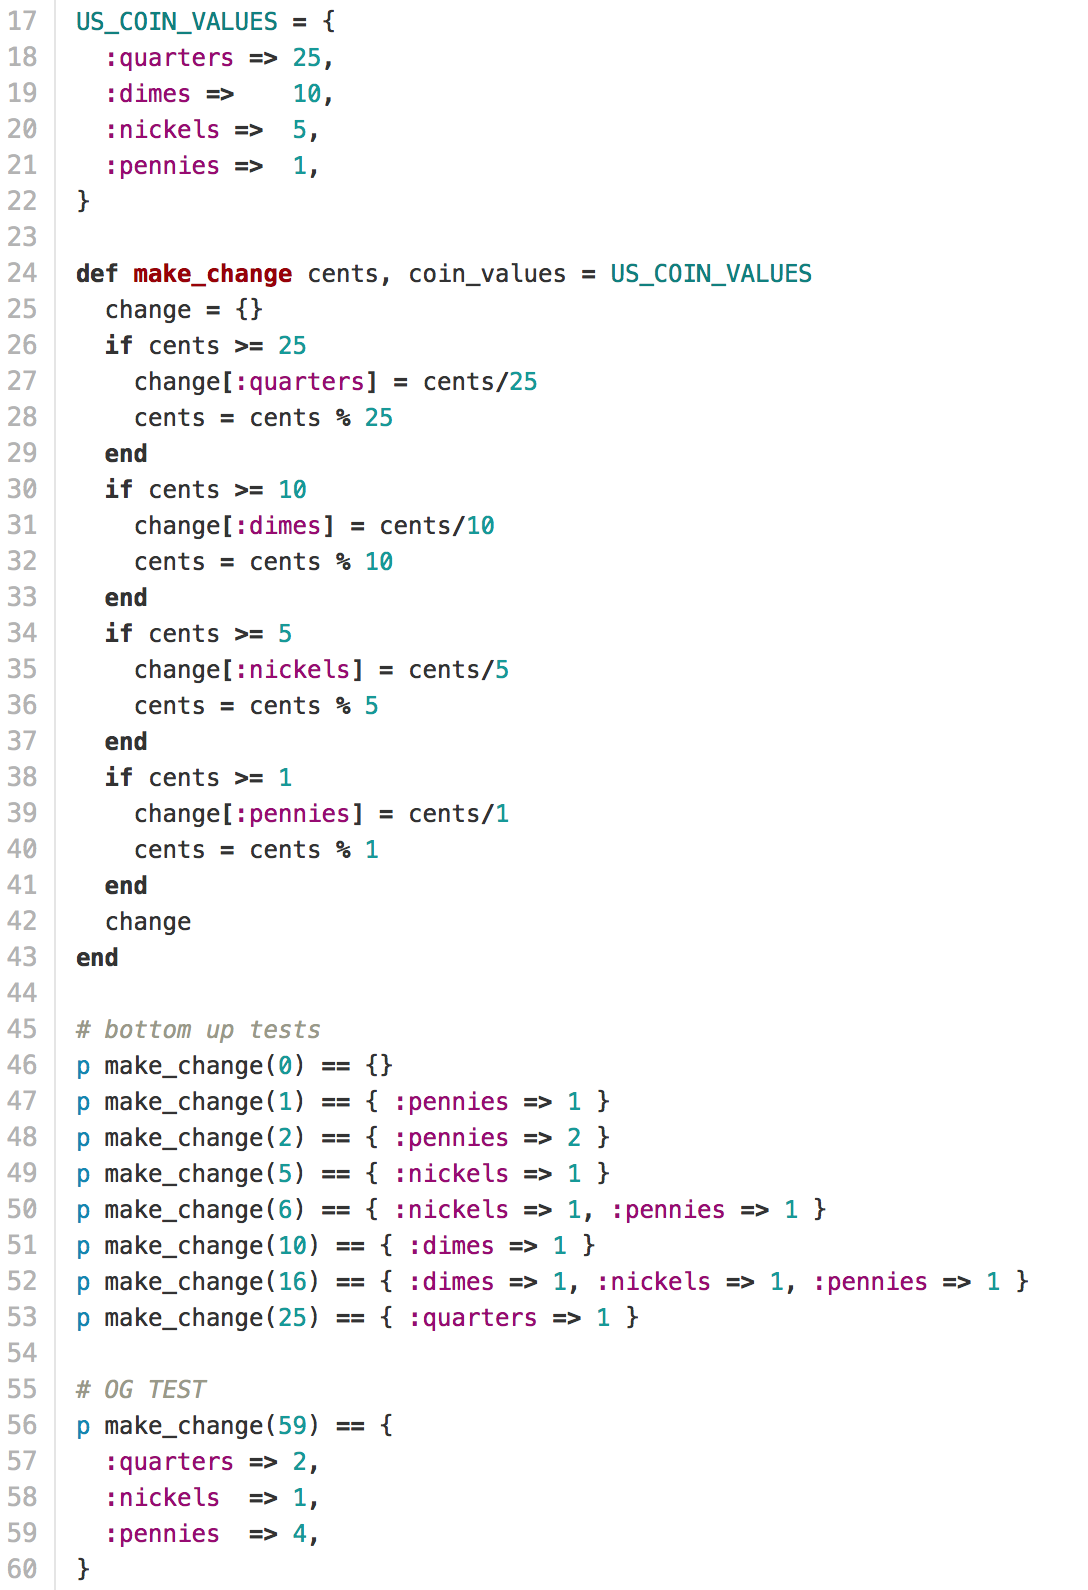 17 US_COIN_VALUES = {
18   :quarters => 25,
19   :dimes =>    10,
20   :nickels =>  5,
21   :pennies =>  1,
22 }
23
24 def make_change cents, coin_values = US_COIN_VALUES
25   change = {}
26   if cents >= 25
27     change[:quarters] = cents/25
28     cents = cents % 25
29   end
30   if cents >= 10
31     change[:dimes] = cents/10
32     cents = cents % 10
33   end
34   if cents >= 5
35     change[:nickels] = cents/5
36     cents = cents % 5
37   end
38   if cents >= 1
39     change[:pennies] = cents/1
40     cents = cents % 1
41   end
42   change
43 end
44
45 # bottom up tests
46 p make_change(0) == {}
47 p make_change(1) == { :pennies => 1 }
48 p make_change(2) == { :pennies => 2 }
49 p make_change(5) == { :nickels => 1 }
50 p make_change(6) == { :nickels => 1, :pennies => 1 }
51 p make_change(10) == { :dimes => 1 }
52 p make_change(16) == { :dimes => 1, :nickels => 1, :pennies => 1 }
53 p make_change(25) == { :quarters => 1 }
54
55 # OG TEST
56 p make_change(59) == {
57   :quarters => 2,
58   :nickels  => 1,
59   :pennies  => 4,
60 }